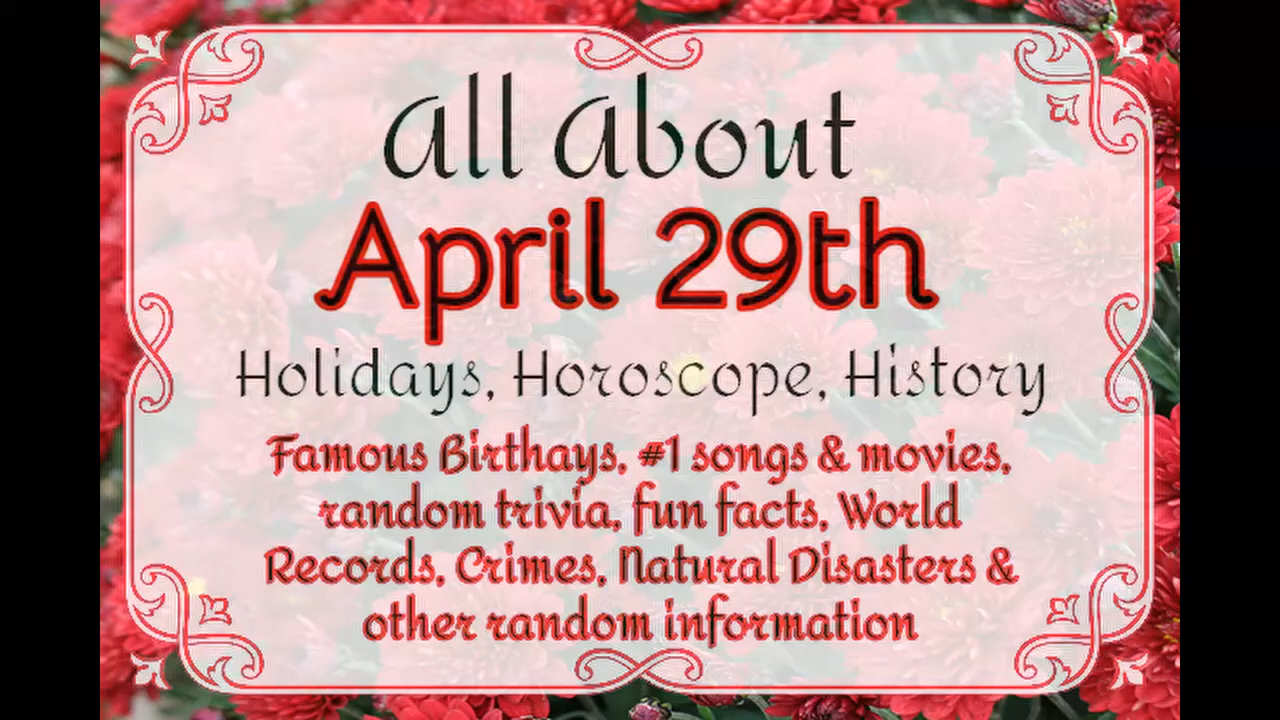 All About
April 29th
Holidays, Horoscope, History
Famous Birthays, #1 songs & movies,
random trivia, fun facts, World
Records, Crimes, Natural Disasters &
other random information